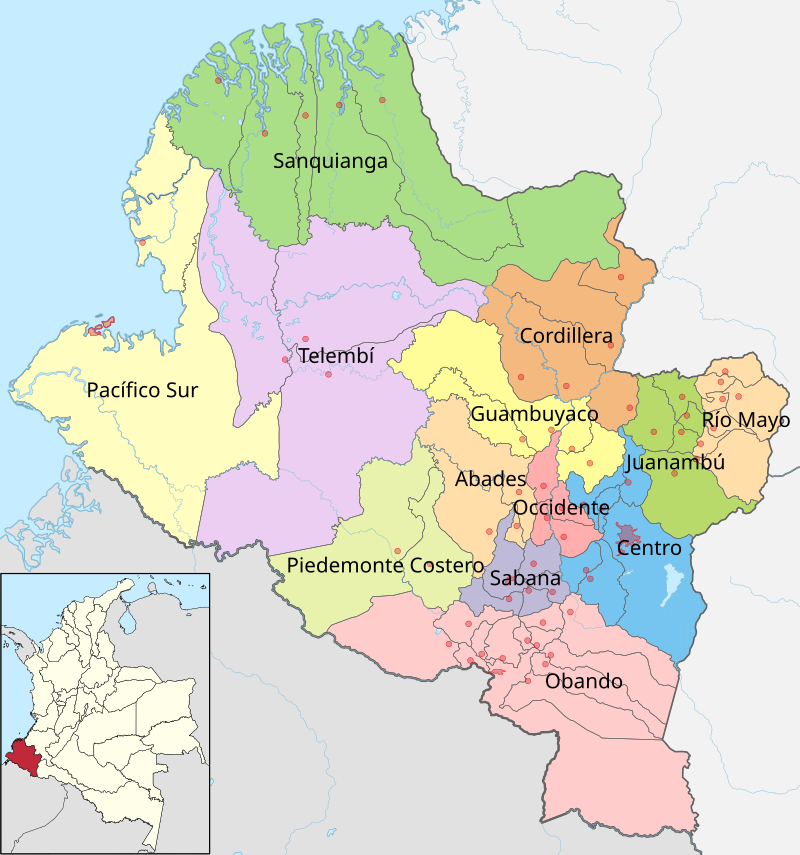 Sanquianga
Cordillera
Telembí
Pacífico Sur
Guambuyaco
Río Mayo
Juanambú
Abades
Occidente
Centro
Piedemonte Costero
Sabana
Obando